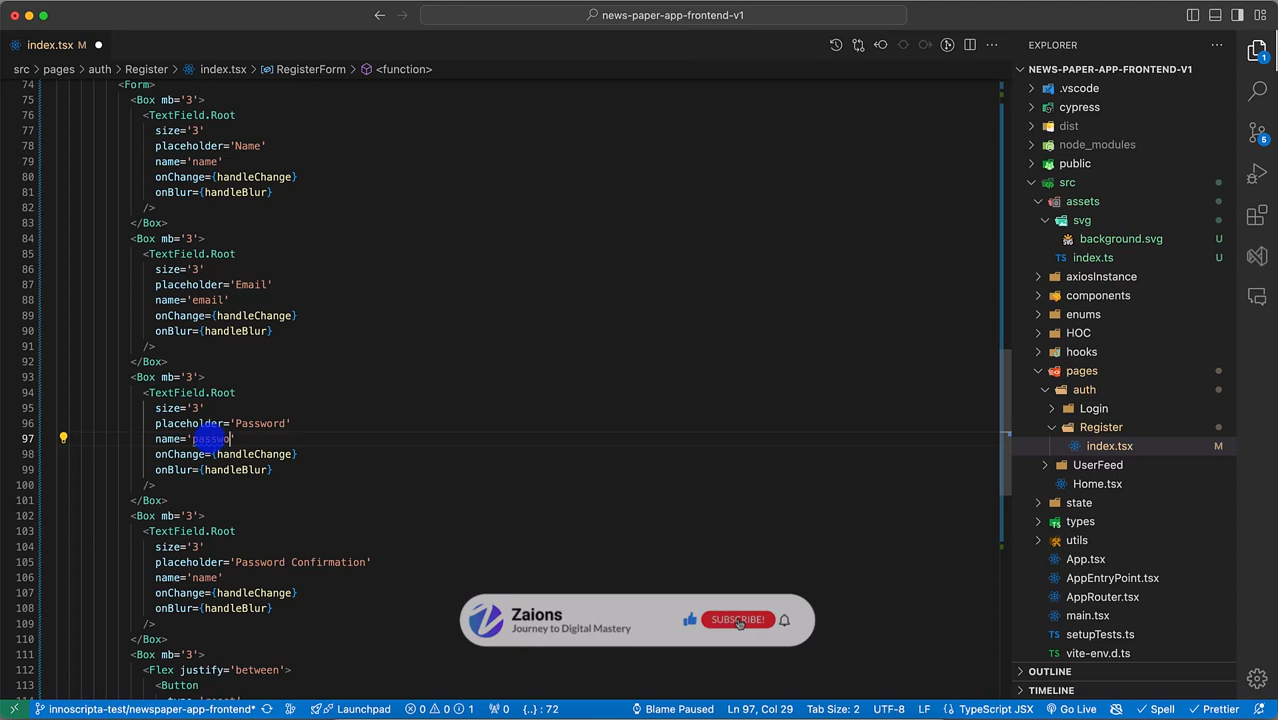 news-paper-app-frontend-v1
index.tsx M
EXPLORER
src > pages > auth > Register > index.tsx > RegisterForm > <function>
NEWS-PAPER-APP-FRONTEND-V1
74 <Form>
75 <Box mb='3'>
76 <TextField.Root
77 size='3'
78 placeholder='Name'
79 name='name'
80 onChange={handleChange}
81 onBlur={handleBlur}
82 />
83 </Box>
84 <Box mb='3'>
85 <TextField.Root
86 size='3'
87 placeholder='Email'
88 name='email'
89 onChange={handleChange}
90 onBlur={handleBlur}
91 />
92 </Box>
93 <Box mb='3'>
94 <TextField.Root
95 size='3'
96 placeholder='Password'
97 name='passwo'
98 onChange={handleChange}
99 onBlur={handleBlur}
100 />
101 </Box>
102 <Box mb='3'>
103 <TextField.Root
104 size='3'
105 placeholder='Password Confirmation'
106 name='name'
107 onChange={handleChange}
108 onBlur={handleBlur}
109 />
110 </Box>
111 <Box mb='3'>
112 <Flex justify='between'>
113 <Button
.vscode
cypress
dist
node_modules
public
src
assets
svg
background.svg U
index.ts U
axiosInstance
components
enums
HOC
hooks
pages
auth
Login
Register
index.tsx M
UserFeed
Home.tsx
state
types
utils
App.tsx
AppEntryPoint.tsx
AppRouter.tsx
main.tsx
setupTests.ts
vite-env.d.ts
OUTLINE
TIMELINE
1
5
Zaions
Journey to Digital Mastery
SUBSCRIBE!
innoscripta-test/newspaper-app-frontend* Launchpad 0 0 1 0 {..} : 72 Blame Paused Ln 97, Col 29 Tab Size: 2 UTF-8 LF {} TypeScript JSX Go Live Spell Prettier